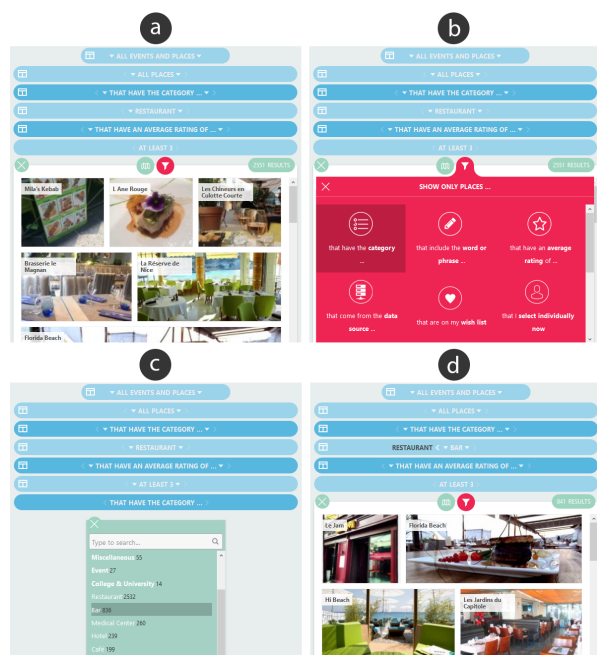 a
ALL EVENTS AND PLACES
ALL PLACES
THAT HAVE THE CATEGORY ...
RESTAURANT
THAT HAVE AN AVERAGE RATING OF ...
AT LEAST 3
2551 RESULTS
Mila's Kebab
L Ane Rouge
Les Chineurs en
Culotte Courte
Brasserie le
Magnan
La Réserve de
Nice
Florida Beach
b
ALL EVENTS AND PLACES
ALL PLACES
THAT HAVE THE CATEGORY ...
RESTAURANT
THAT HAVE AN AVERAGE RATING OF ...
AT LEAST 3
2551 RESULTS
SHOW ONLY PLACES ...
that have the category
...
that include the word or
phrase ...
that have an average
rating of ...
that come from the data
source ...
that are on my wish list
that I select individually
now
c
ALL EVENTS AND PLACES
ALL PLACES
THAT HAVE THE CATEGORY ...
RESTAURANT
THAT HAVE AN AVERAGE RATING OF ...
AT LEAST 3
THAT HAVE THE CATEGORY ...
Type to search...
Miscellaneous 55
Event 27
College & University 14
Restaurant 2532
Bar 836
Medical Center 260
Hotel 239
Café 199
d
ALL EVENTS AND PLACES
ALL PLACES
THAT HAVE THE CATEGORY ...
RESTAURANT < BAR
THAT HAVE AN AVERAGE RATING OF ...
AT LEAST 3
841 RESULTS
Le Jam
Florida Beach
Hi Beach
Les Jardins du
Capitole